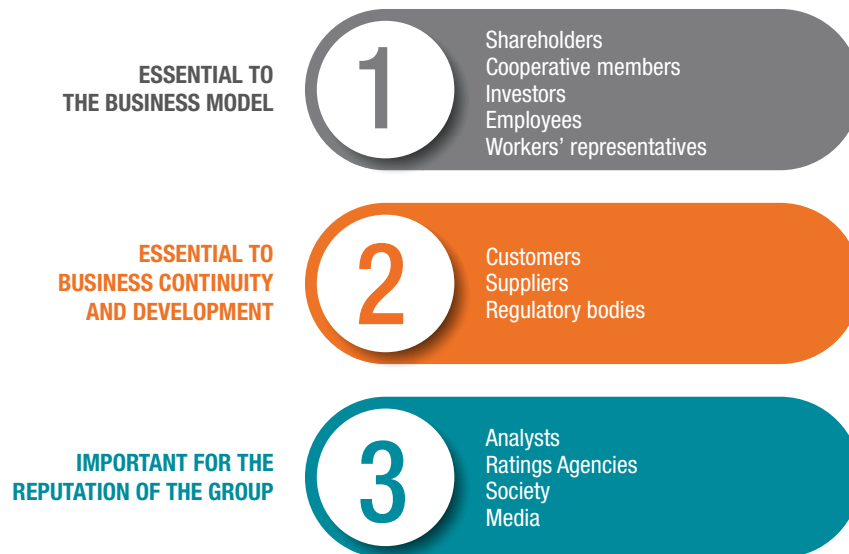 ESSENTIAL TO
THE BUSINESS MODEL
1
Shareholders
Cooperative members
Investors
Employees
Workers’ representatives
ESSENTIAL TO
BUSINESS CONTINUITY
AND DEVELOPMENT
2
Customers
Suppliers
Regulatory bodies
IMPORTANT FOR THE
REPUTATION OF THE GROUP
3
Analysts
Ratings Agencies
Society
Media